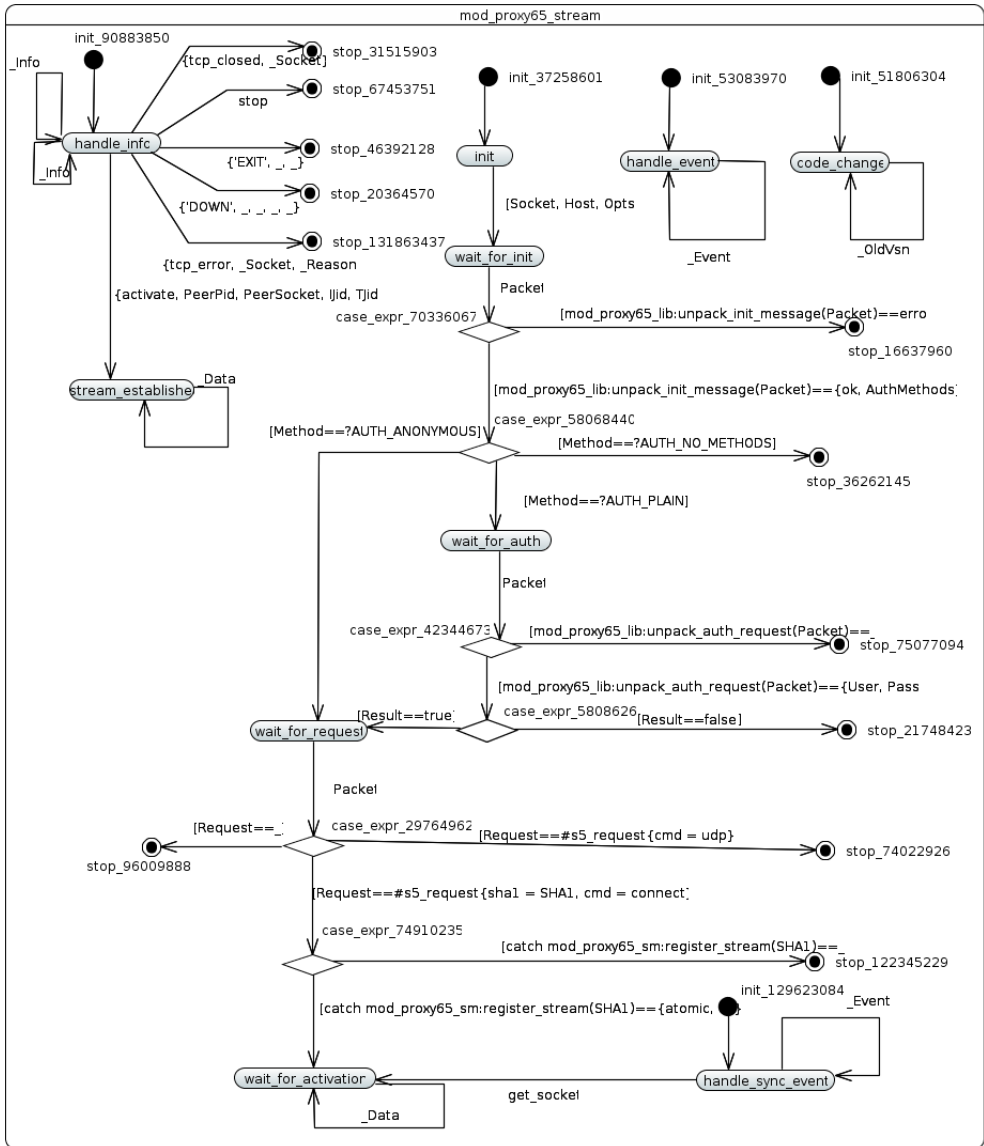 mod_proxy65_stream
init_90883850
_Info
{tcp_closed, _Socket]
stop_31515903
stop
stop_67453751
init_37258601
init_53083970
init_51806304
handle_info
_Info
{'EXIT', _, _}
stop_46392128
init
handle_event
code_change
{'DOWN', _, _, _, _}
stop_20364570
[Socket, Host, Opts
stop_131863437
{tcp_error, _Socket, _Reason
wait_for_init
_Event
_OldVsn
{activate, PeerPid, PeerSocket, IJid, TJid
Packet
case_expr_70336067
[mod_proxy65_lib:unpack_init_message(Packet)==erro
stop_16637960
stream_establishe
_Data
[mod_proxy65_lib:unpack_init_message(Packet)=={ok, AuthMethods}
case_expr_58068440
[Method==?AUTH_ANONYMOUS]
[Method==?AUTH_NO_METHODS]
stop_36262145
[Method==?AUTH_PLAIN]
wait_for_auth
Packet
case_expr_42344673
[mod_proxy65_lib:unpack_auth_request(Packet)==_
stop_75077094
[mod_proxy65_lib:unpack_auth_request(Packet)=={User, Pass
case_expr_5808626
[Result==true]
[Result==false]
wait_for_request
stop_21748423
Packet
case_expr_29764962
[Request==_]
[Request==#s5_request{cmd = udp}
stop_96009888
stop_74022926
[Request==#s5_request{sha1 = SHA1, cmd = connect}
case_expr_74910235
[catch mod_proxy65_sm:register_stream(SHA1)==_
stop_122345229
init_129623084
[catch mod_proxy65_sm:register_stream(SHA1)=={atomic, }
_Event
wait_for_activation
handle_sync_event
get_socket
_Data